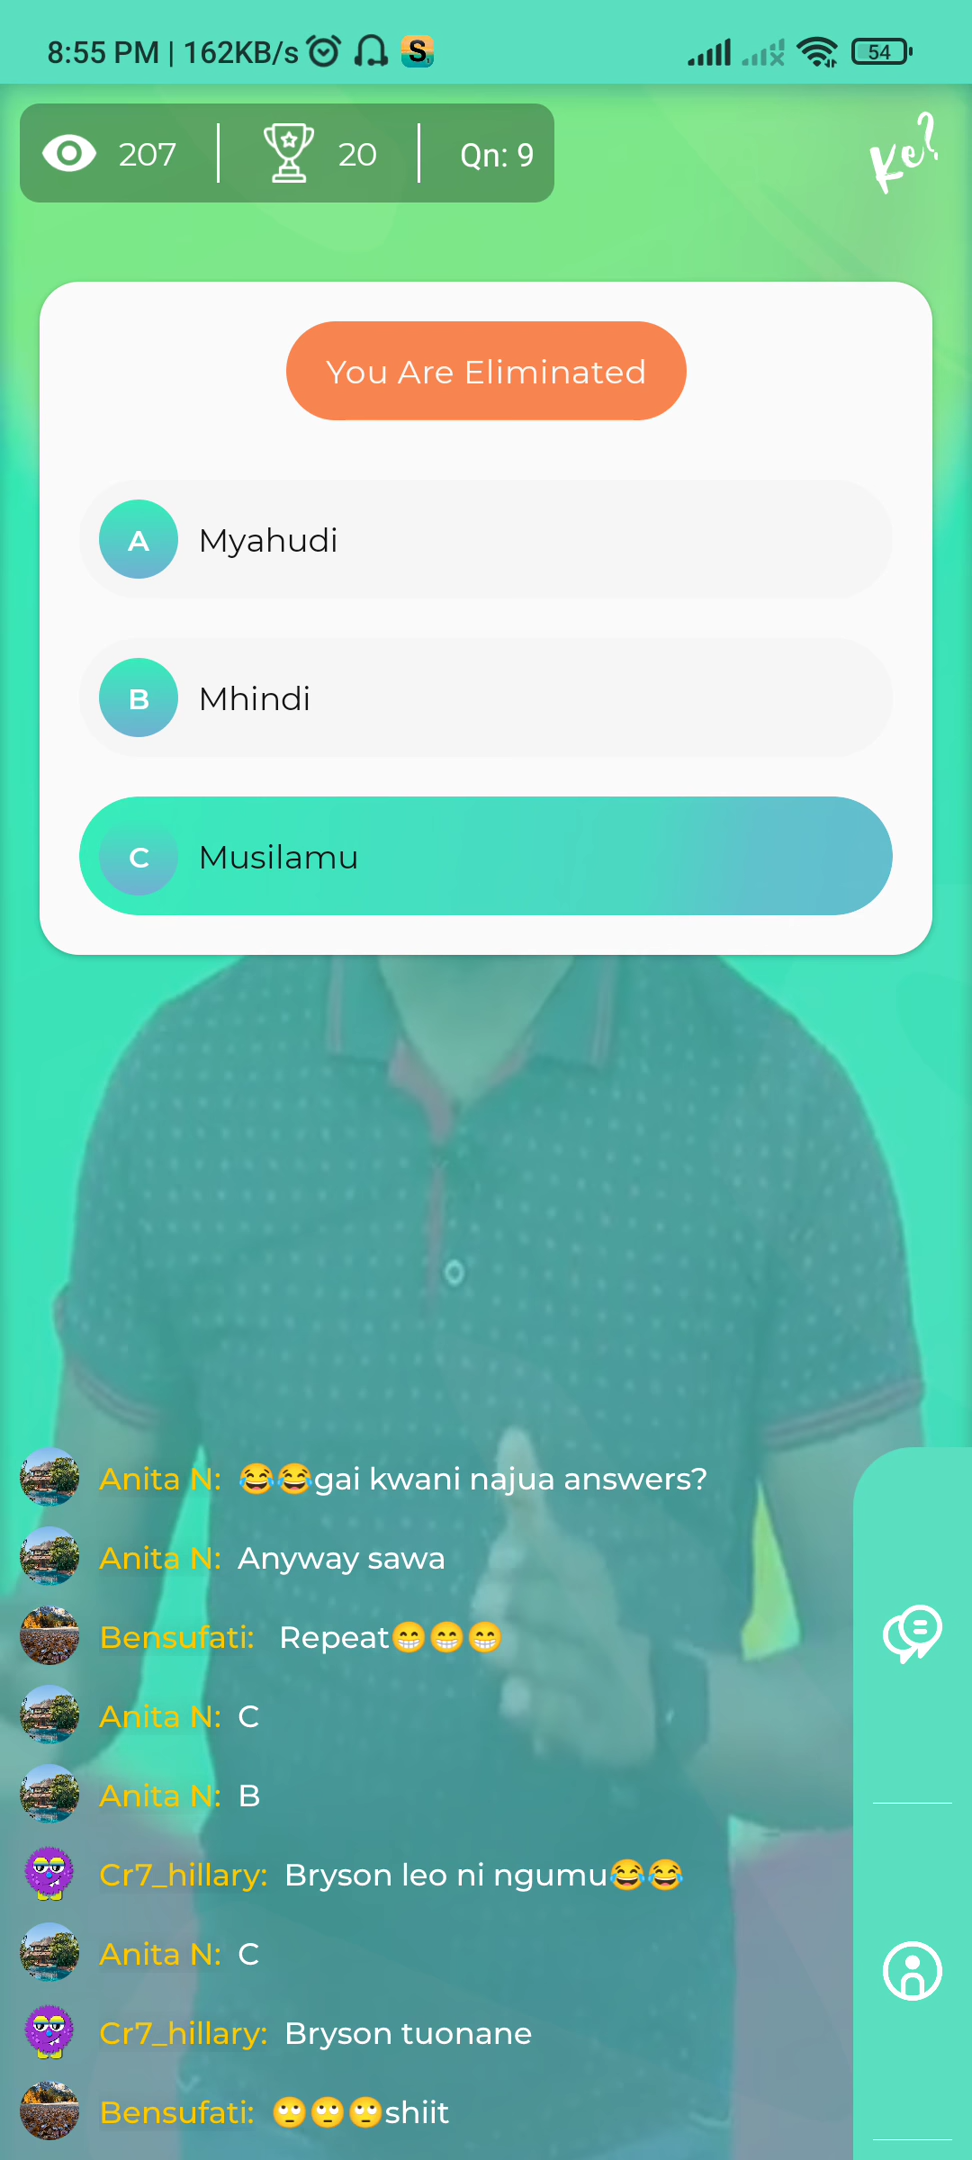 8:55 PM | 162KB/s
S
54
207
20
Qn: 9
Ke?
You Are Eliminated
A Myahudi
B Mhindi
C Musilamu
Anita N: 😂😂gai kwani najua answers?
Anita N: Anyway sawa
Bensufati: Repeat😁😁😁
Anita N: C
Anita N: B
Cr7_hillary: Bryson leo ni ngumu😂😂
Anita N: C
Cr7_hillary: Bryson tuonane
Bensufati: 🙄🙄🙄shiit